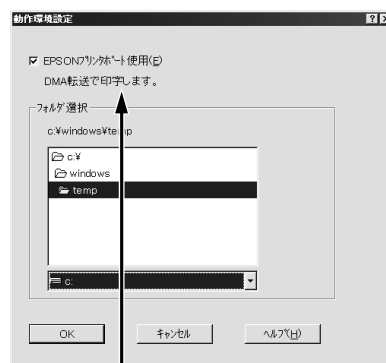 動作環境設定
EPSONﾌﾟﾘﾝﾀﾎﾟｰﾄ使用(E)
DMA転送で印字します。
ﾌｫﾙﾀﾞ選択
c:¥windows¥temp
c:¥
windows
temp
c:
OK
ｷｬﾝｾﾙ
ﾍﾙﾌﾟ(H)